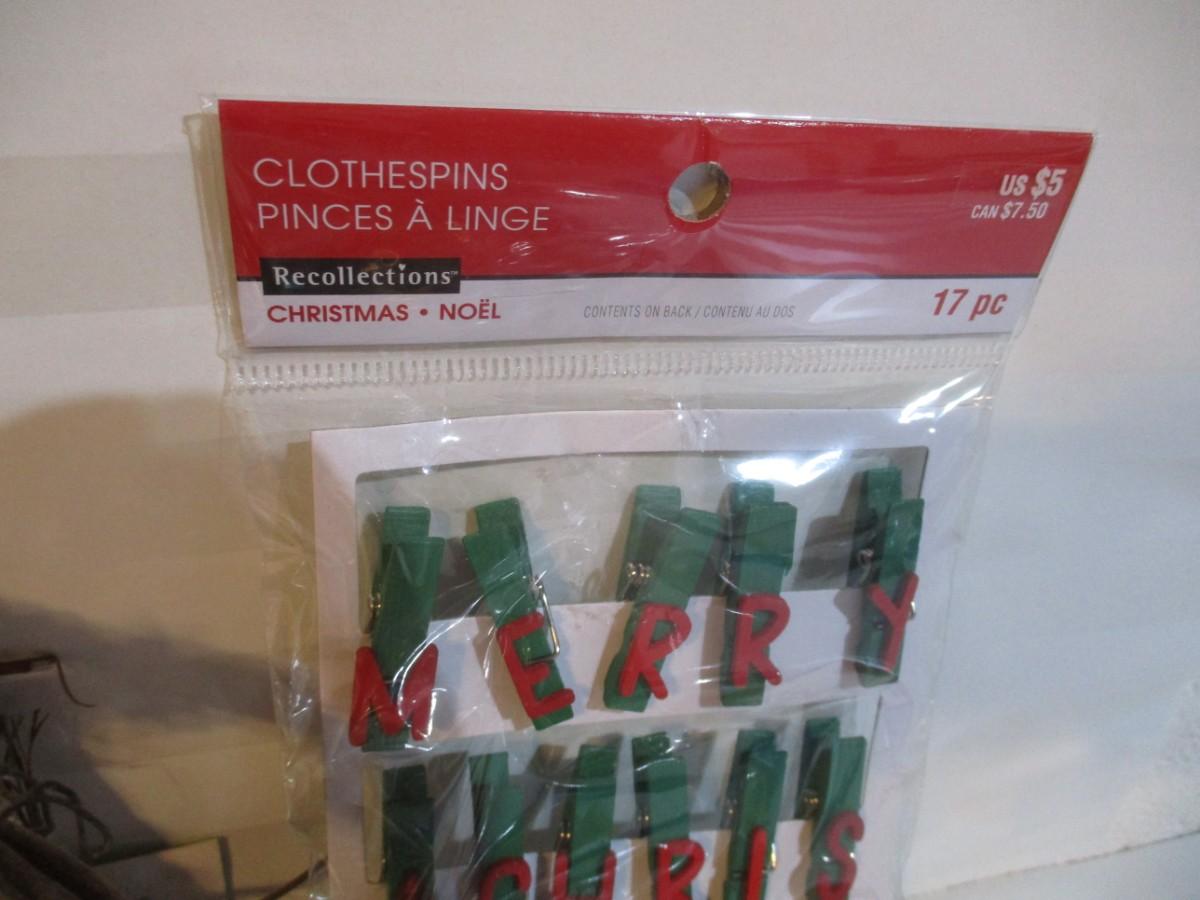 CLOTHESPINS
PINCES À LINGE
US $5
CAN $7.50
Recollections™
CHRISTMAS • NOËL
CONTENTS ON BACK / CONTENU AU DOS
17 pc
MERRY
CHRIS